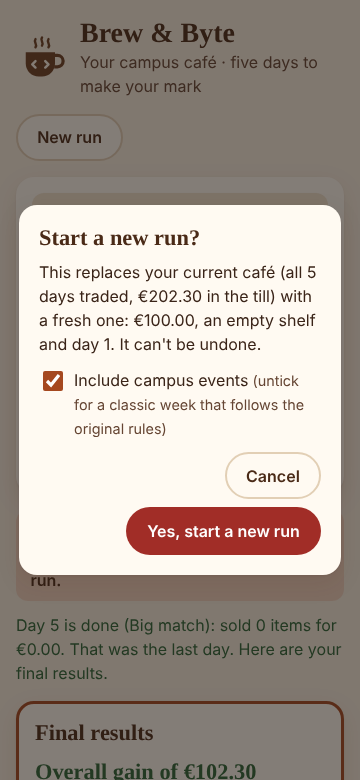 Brew & Byte
Your campus café · five days to
make your mark
New run
Start a new run?
This replaces your current café (all 5
days traded, €202.30 in the till) with
a fresh one: €100.00, an empty shelf
and day 1. It can't be undone.
Include campus events (untick
for a classic week that follows the
original rules)
Cancel
Yes, start a new run
run.
Day 5 is done (Big match): sold 0 items for
€0.00. That was the last day. Here are your
final results.
Final results
Overall gain of €102.30